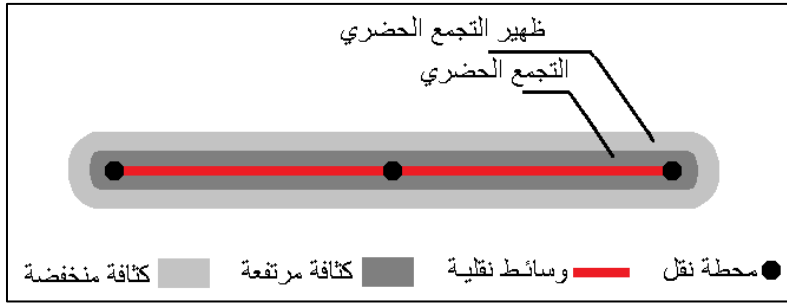 ظهير التجمع الحضري
التجمع الحضري
محطة نقل وسائط نقلية كثافة مرتفعة كثافة منخفضة